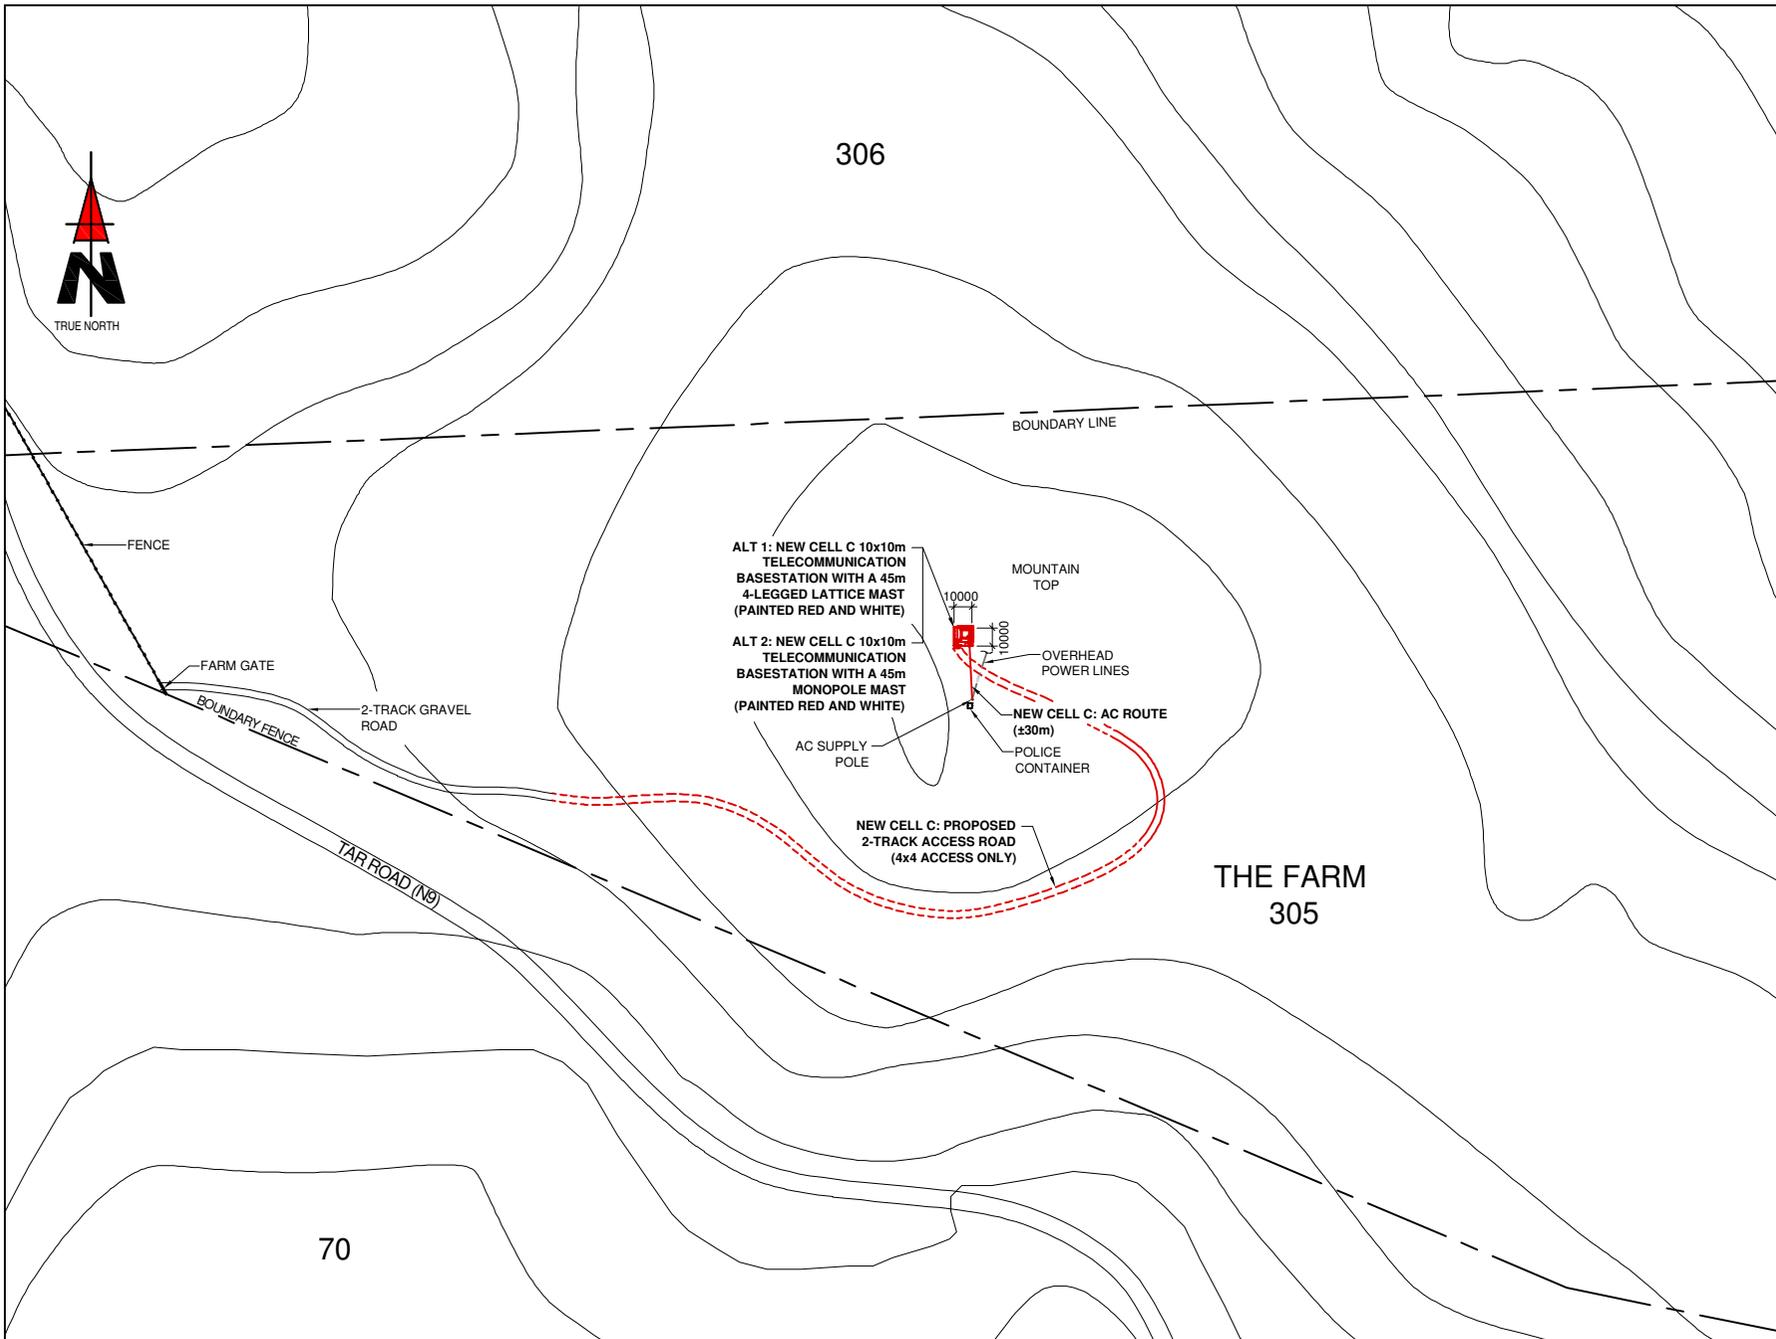 306
N
TRUE NORTH
BOUNDARY LINE
FENCE
ALT 1: NEW CELL C 10x10m
TELECOMMUNICATION
BASESTATION WITH A 45m
4-LEGGED LATTICE MAST
(PAINTED RED AND WHITE)
MOUNTAIN
TOP
10000
10000
ALT 2: NEW CELL C 10x10m
TELECOMMUNICATION
BASESTATION WITH A 45m
MONOPOLE MAST
(PAINTED RED AND WHITE)
OVERHEAD
POWER LINES
FARM GATE
BOUNDARY FENCE
2-TRACK GRAVEL
ROAD
NEW CELL C: AC ROUTE
(±30m)
AC SUPPLY
POLE
POLICE
CONTAINER
NEW CELL C: PROPOSED
2-TRACK ACCESS ROAD
(4x4 ACCESS ONLY)
TAR ROAD (N9)
THE FARM
305
70